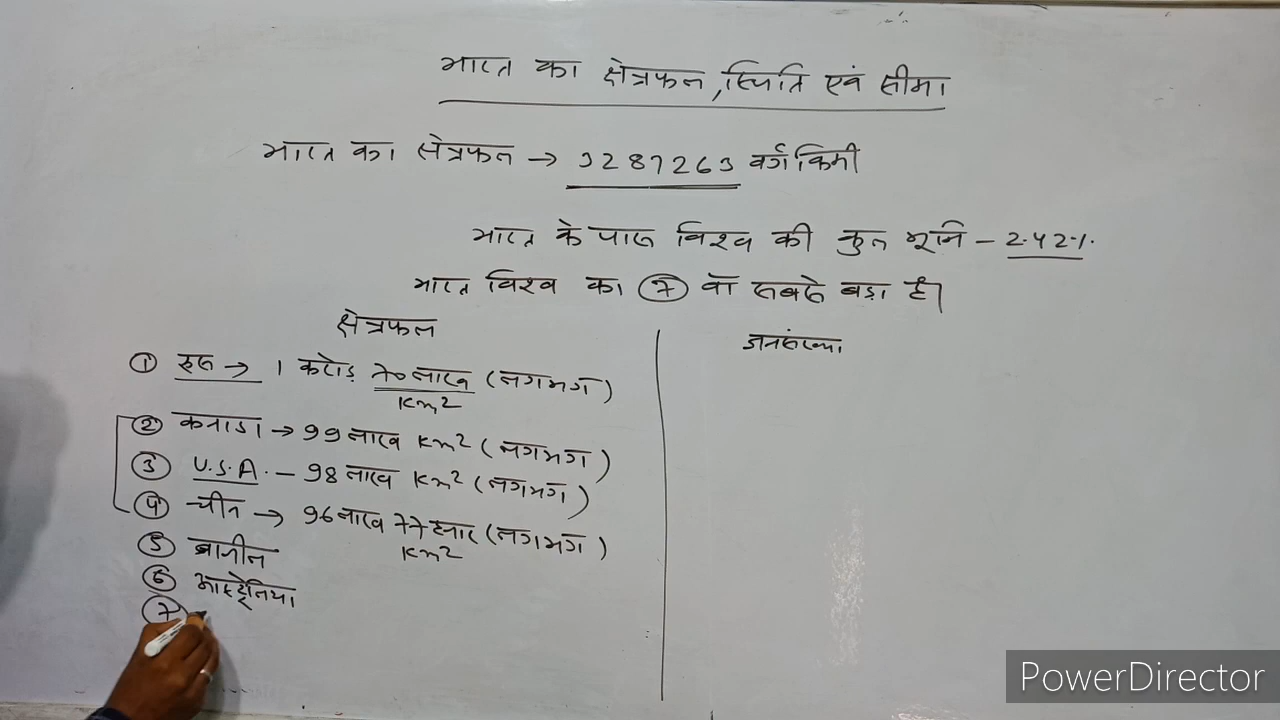 भारत का क्षेत्रफल, स्थिति एवं सीमा
भारत का क्षेत्रफल → 3287263 वर्ग किमी
भारत के पास विश्व की कुल भूमि – 2.42%.
भारत विश्व का 7 वाँ सबसे बड़ा है।
क्षेत्रफल
① रूस → 1 करोड़ 70 लाख (लगभग)
Km²
② कनाडा → 99 लाख Km² (लगभग)
③ U.S.A. – 98 लाख Km² (लगभग)
④ चीन → 96 लाख 77 हजार (लगभग)
Km²
⑤ ब्राजील
⑥ आस्ट्रेलिया
⑦
जनसंख्या
PowerDirector